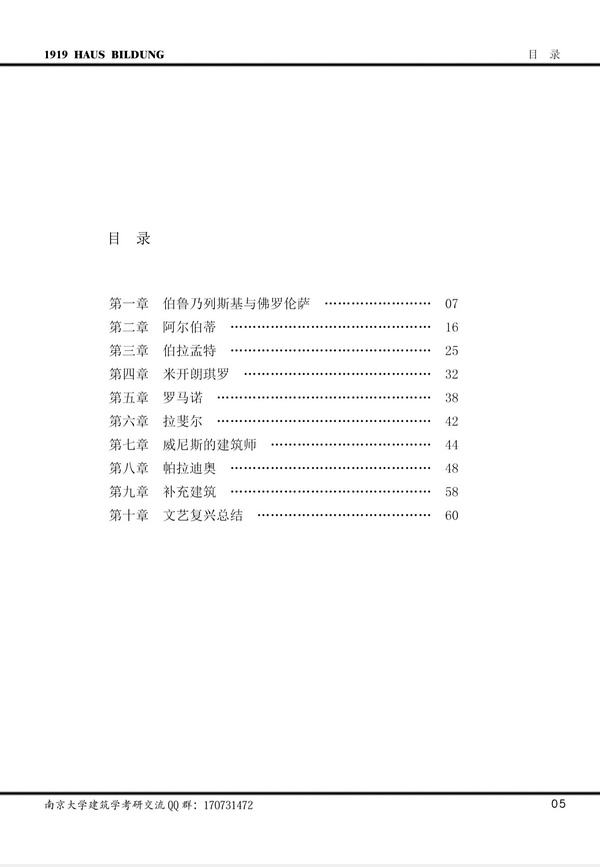 1919 HAUS BILDUNG 目 录
目 录
第一章 伯鲁乃列斯基与佛罗伦萨 …………………… 07
第二章 阿尔伯蒂 ……………………………………… 16
第三章 伯拉孟特 ……………………………………… 25
第四章 米开朗琪罗 …………………………………… 32
第五章 罗马诺 ………………………………………… 38
第六章 拉斐尔 ………………………………………… 42
第七章 威尼斯的建筑师 ……………………………… 44
第八章 帕拉迪奥 ……………………………………… 48
第九章 补充建筑 ……………………………………… 58
第十章 文艺复兴总结 ………………………………… 60
南京大学建筑学考研交流QQ群：170731472 05